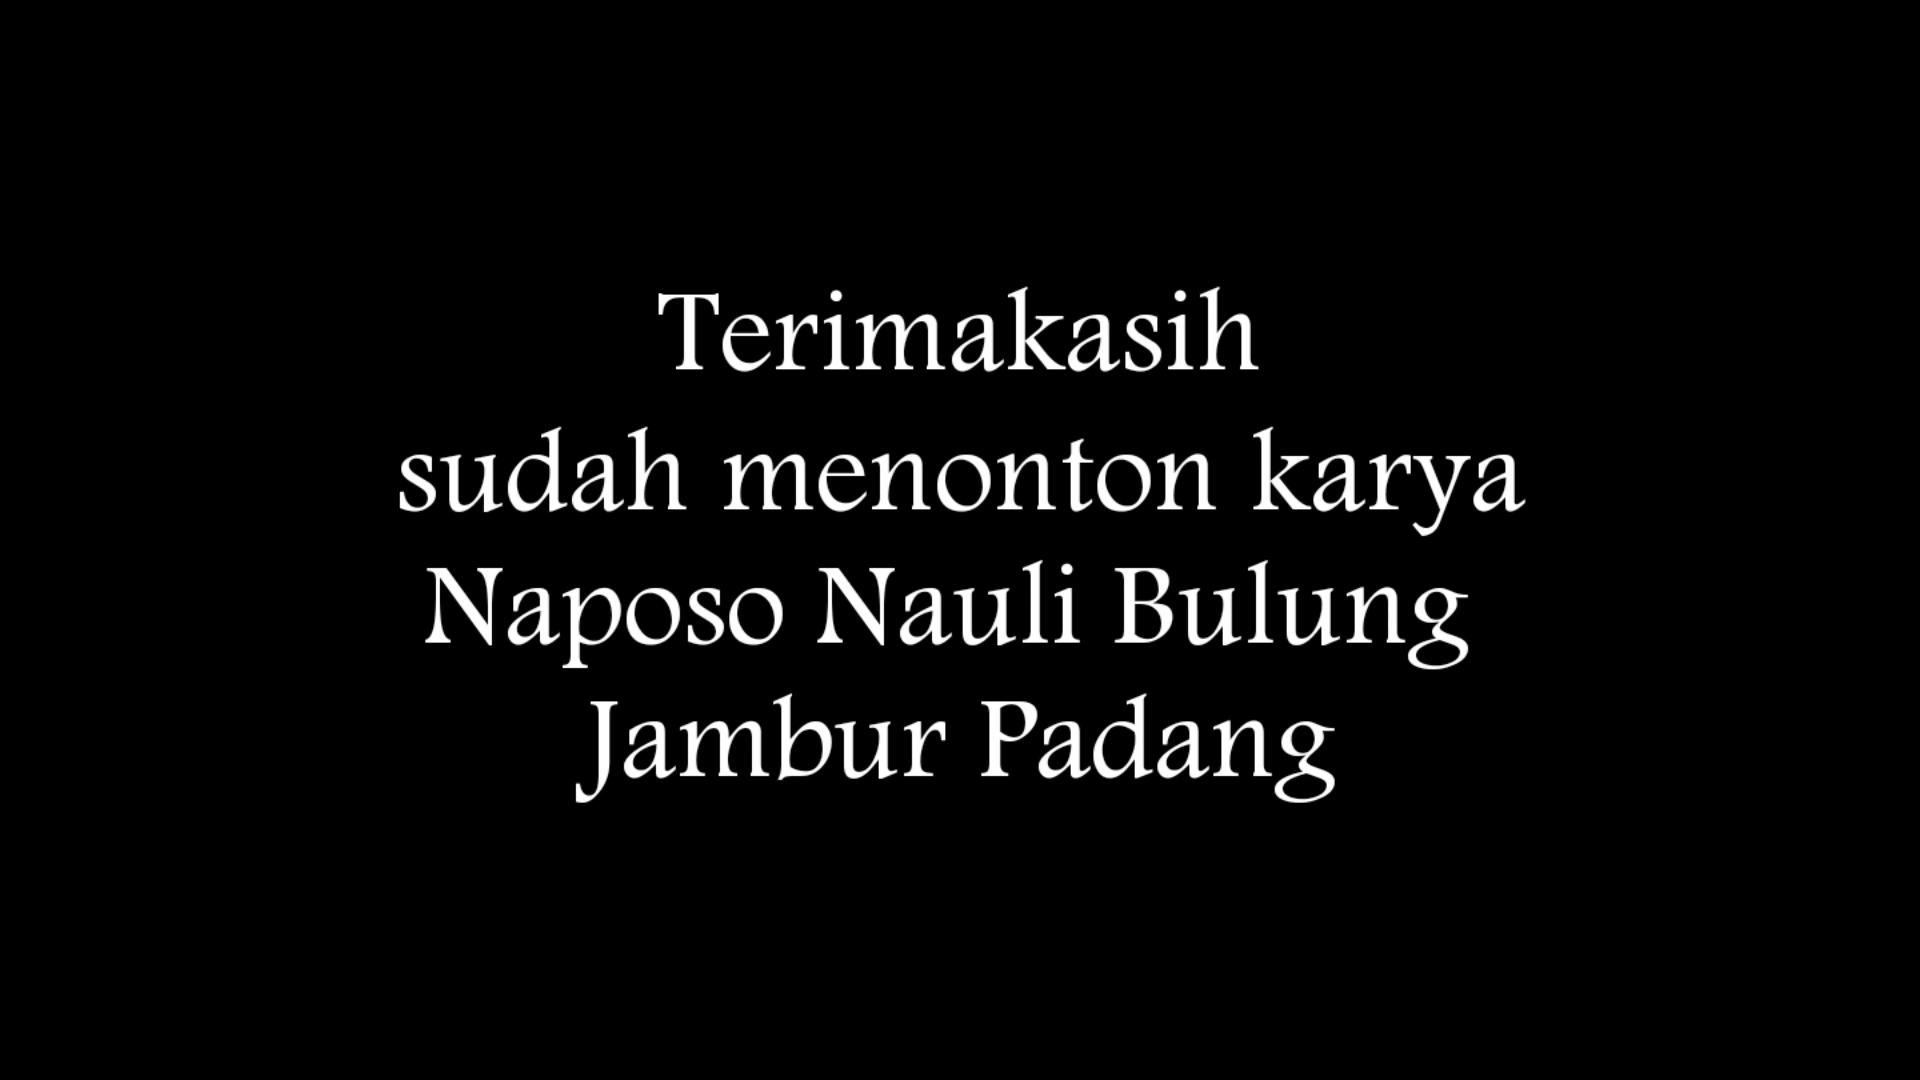 Terimakasih
sudah menonton karya
Naposo Nauli Bulung
Jambur Padang